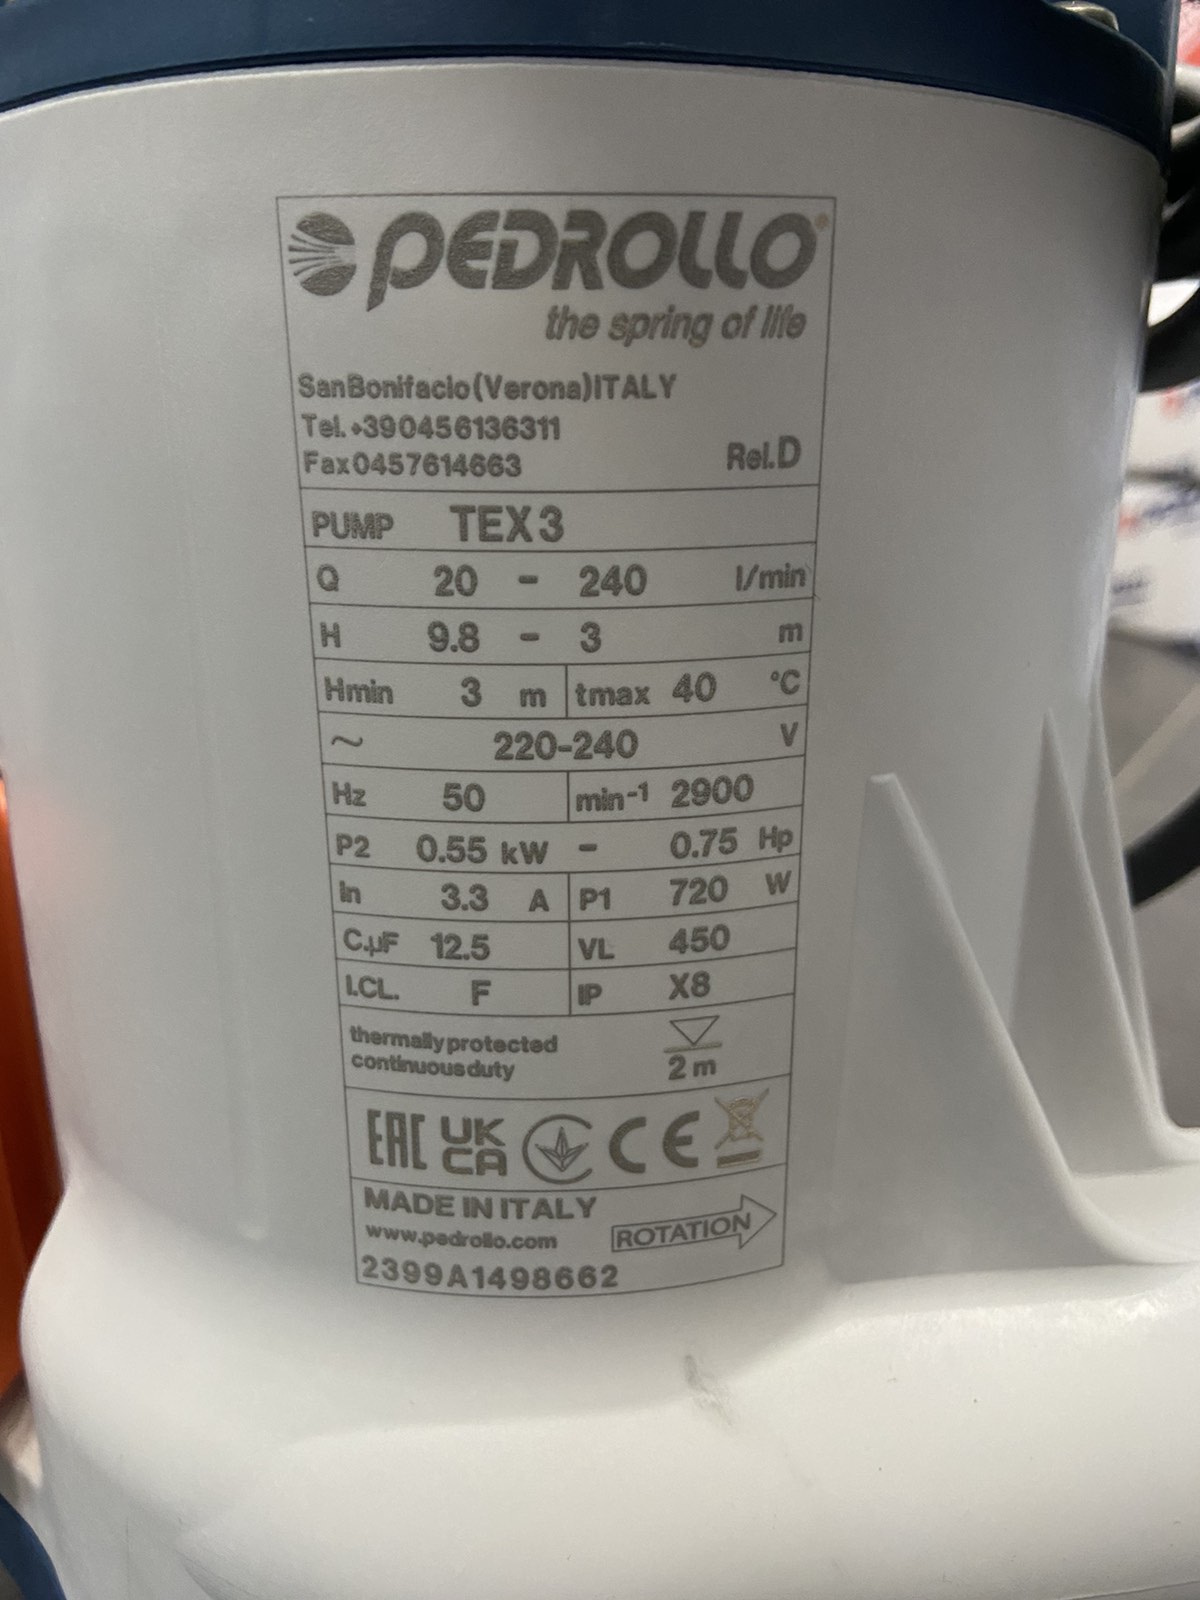 PEDROLLO®
the spring of life
SanBonifacio(Verona)ITALY
Tel.+390456136311
Fax0457614663 Rel.D
PUMP TEX3
Q 20 - 240 l/min
H 9.8 - 3 m
Hmin 3 m tmax 40 °C
~ 220-240 V
Hz 50 min-1 2900
P2 0.55 kW - 0.75 Hp
In 3.3 A P1 720 W
C.µF 12.5 VL 450
I.CL. F IP X8
thermally protected
continuous duty 2 m
EAC UK CA CE
MADE IN ITALY
www.pedrollo.com ROTATION
2399A1498662